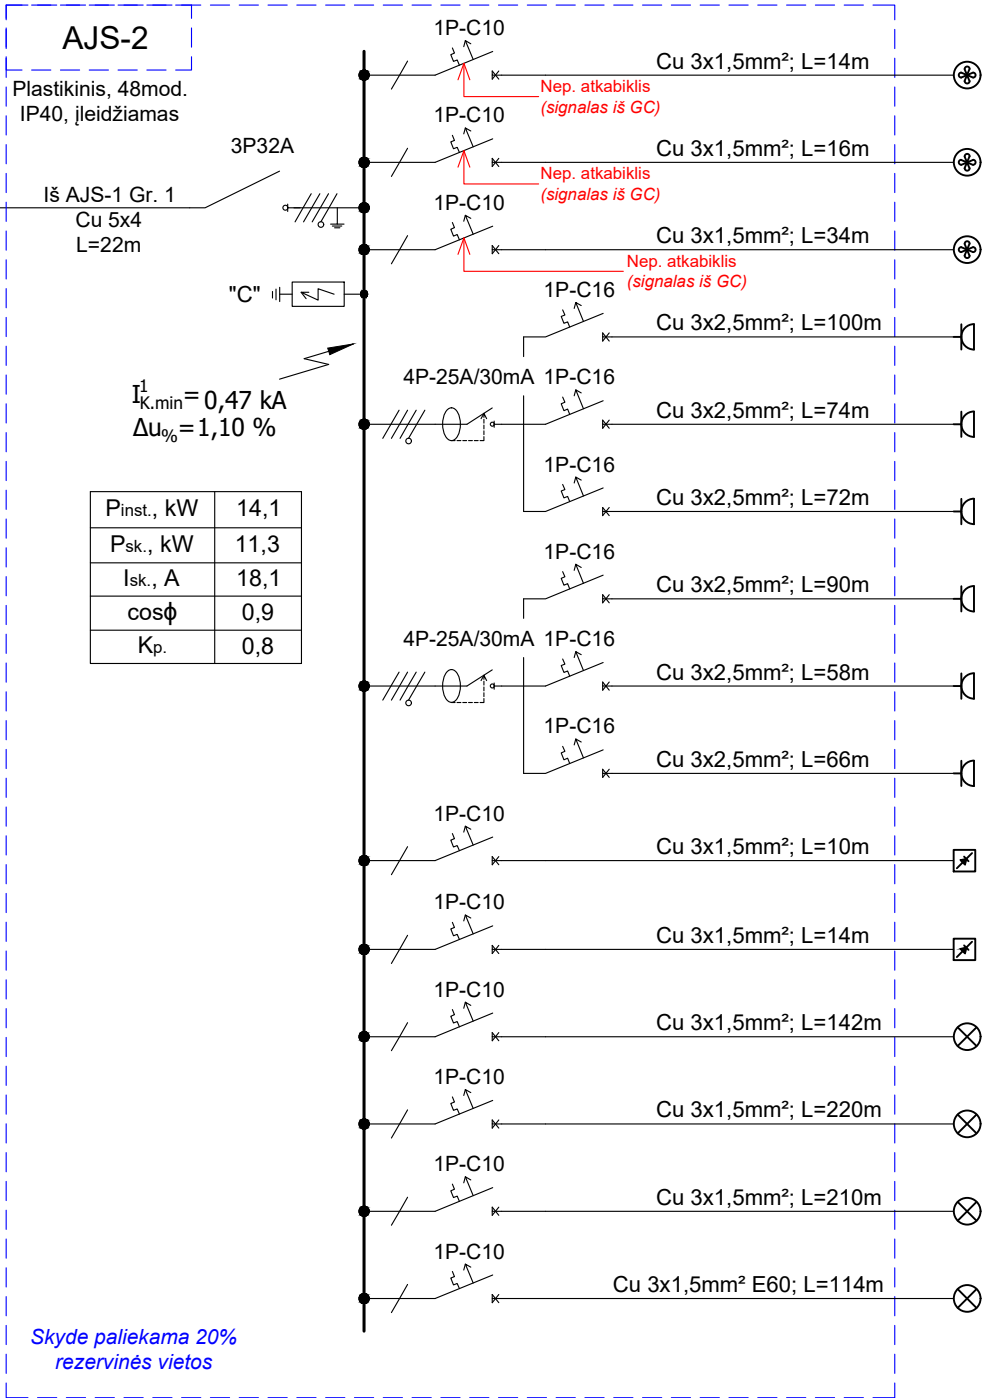 AJS-2
Plastikinis, 48mod.
IP40, įleidžiamas
3P32A
Iš AJS-1 Gr. 1
Cu 5x4
L=22m
"C"
I¹K.min= 0,47 kA
Δu%=1,10 %
Pinst., kW 14,1
Psk., kW 11,3
Isk., A 18,1
cosϕ 0,9
Kp. 0,8
1P-C10
Cu 3x1,5mm²; L=14m
Nep. atkabiklis
(signalas iš GC)
1P-C10
Cu 3x1,5mm²; L=16m
Nep. atkabiklis
(signalas iš GC)
1P-C10
Cu 3x1,5mm²; L=34m
Nep. atkabiklis
(signalas iš GC)
1P-C16
Cu 3x2,5mm²; L=100m
4P-25A/30mA
1P-C16
Cu 3x2,5mm²; L=74m
1P-C16
Cu 3x2,5mm²; L=72m
1P-C16
Cu 3x2,5mm²; L=90m
4P-25A/30mA
1P-C16
Cu 3x2,5mm²; L=58m
1P-C16
Cu 3x2,5mm²; L=66m
1P-C10
Cu 3x1,5mm²; L=10m
1P-C10
Cu 3x1,5mm²; L=14m
1P-C10
Cu 3x1,5mm²; L=142m
1P-C10
Cu 3x1,5mm²; L=220m
1P-C10
Cu 3x1,5mm²; L=210m
1P-C10
Cu 3x1,5mm² E60; L=114m
Skyde paliekama 20%
rezervinės vietos